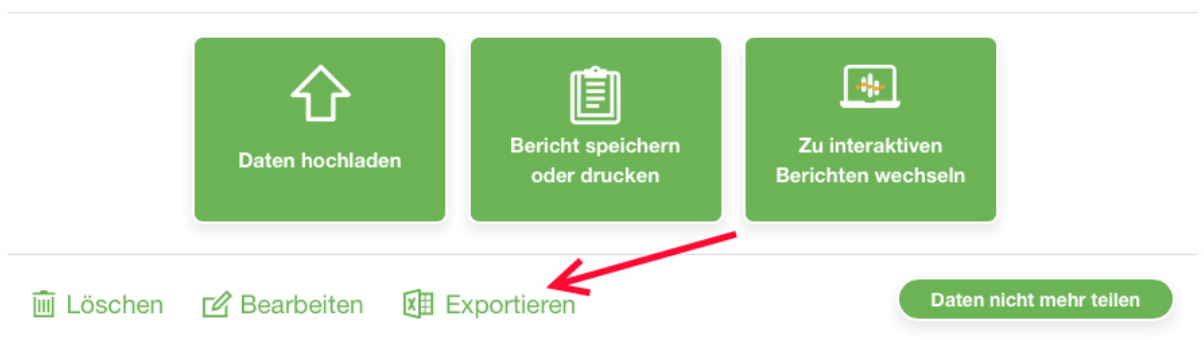 Daten hochladen
Bericht speichern
oder drucken
Zu interaktiven
Berichten wechseln
Löschen
Bearbeiten
Exportieren
Daten nicht mehr teilen